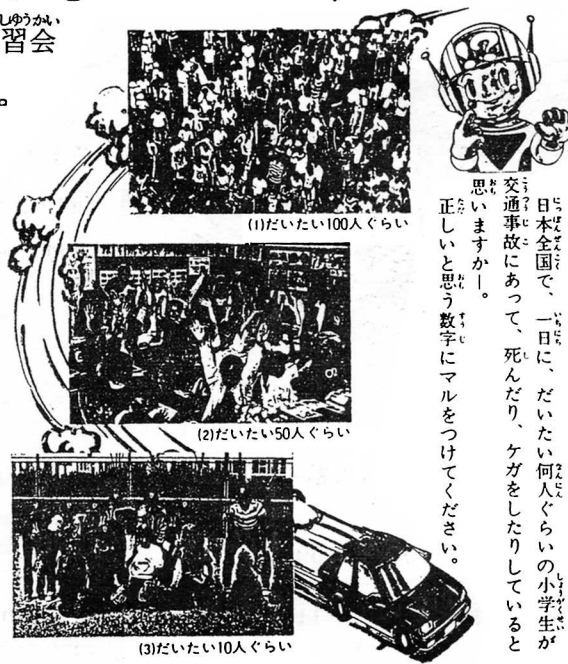 日本全国で、一日に、だいたい何人ぐらいの小学生が
交通事故にあって、死んだり、ケガをしたりしていると
思いますかー。
正しいと思う数字にマルをつけてください。
習会
(1)だいたい100人ぐらい
(2)だいたい50人ぐらい
(3)だいたい10人ぐらい